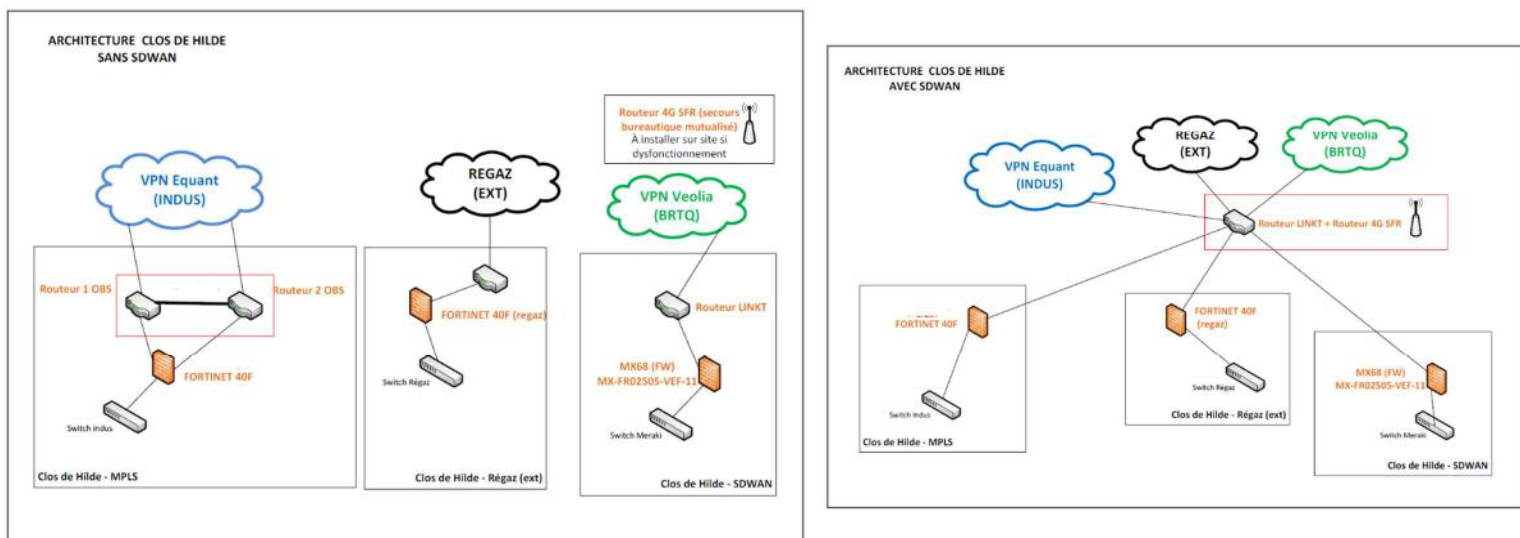 ARCHITECTURE CLOS DE HILDE
SANS SDWAN
Routeur 4G SFR (secours
bureautique mutualisé)
À installer sur site si
dysfonctionnement
VPN Equant
(INDUS)
REGAZ
(EXT)
VPN Veolia
(BRTQ)
Routeur 1 OBS
Routeur 2 OBS
FORTINET 40F
Switch indus
Clos de Hilde - MPLS
FORTINET 40F (regaz)
Switch Régaz
Clos de Hilde - Régaz (ext)
Routeur LINKT
MX68 (FW)
MX-FR02505-VEF-11
Switch Meraki
Clos de Hilde - SDWAN
ARCHITECTURE CLOS DE HILDE
AVEC SDWAN
VPN Equant
(INDUS)
REGAZ
(EXT)
VPN Veolia
(BRTQ)
Routeur LINKT + Routeur 4G SFR
FORTINET 40F
Switch indus
Clos de Hilde - MPLS
FORTINET 40F
(regaz)
Switch Régaz
Clos de Hilde - Régaz (ext)
MX68 (FW)
MX-FR02505-VEF-11
Switch Meraki
Clos de Hilde - SDWAN